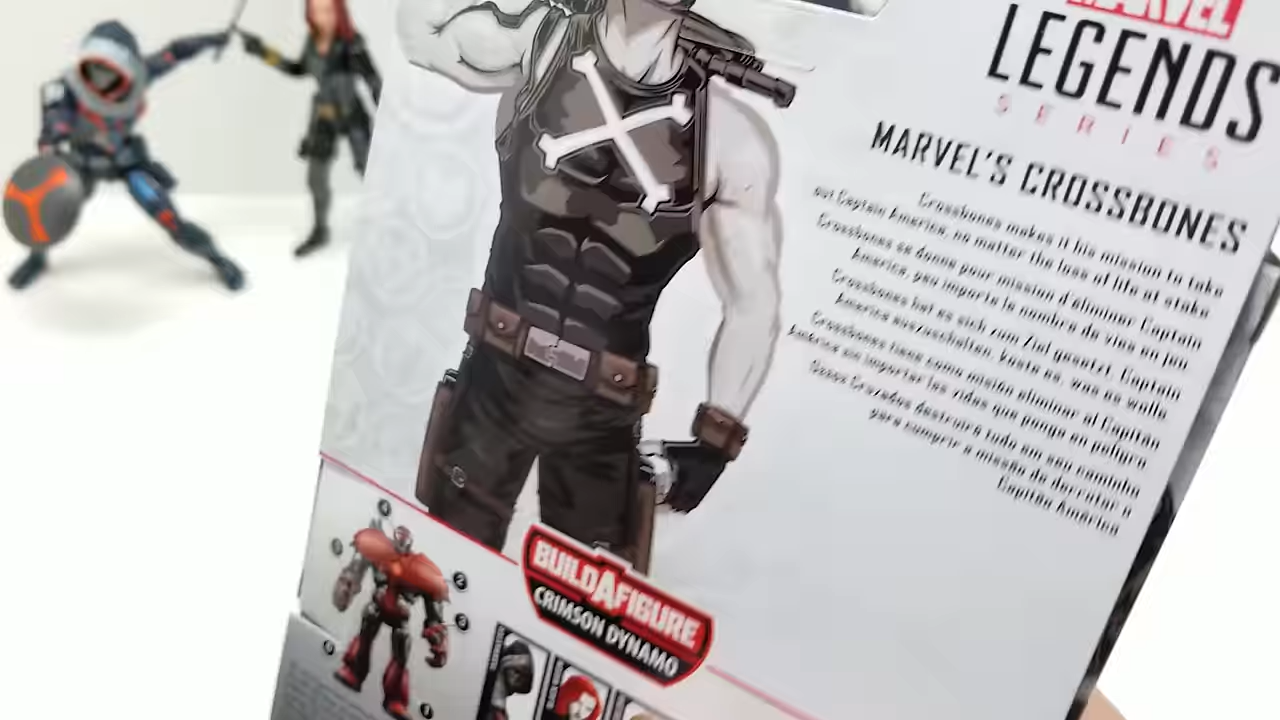 MARVEL
LEGENDS
SERIES
MARVEL'S CROSSBONES
Crossbones makes it his mission to take
out Captain America, no matter the loss of life at stake
Crossbones se donne pour mission d'éliminer Captain
America, peu importe le nombre de vies en jeu
Crossbones hat es sich zum Ziel gesetzt, Captain
America auszuschalten, koste es, was es wolle
Crossbones tiene como misión eliminar al Capitán
América sin importar las vidas que ponga en peligro
Ossos Cruzados destruirá tudo em seu caminho
para cumprir a missão de derrotar o
Capitão América
BUILD A FIGURE
CRIMSON DYNAMO